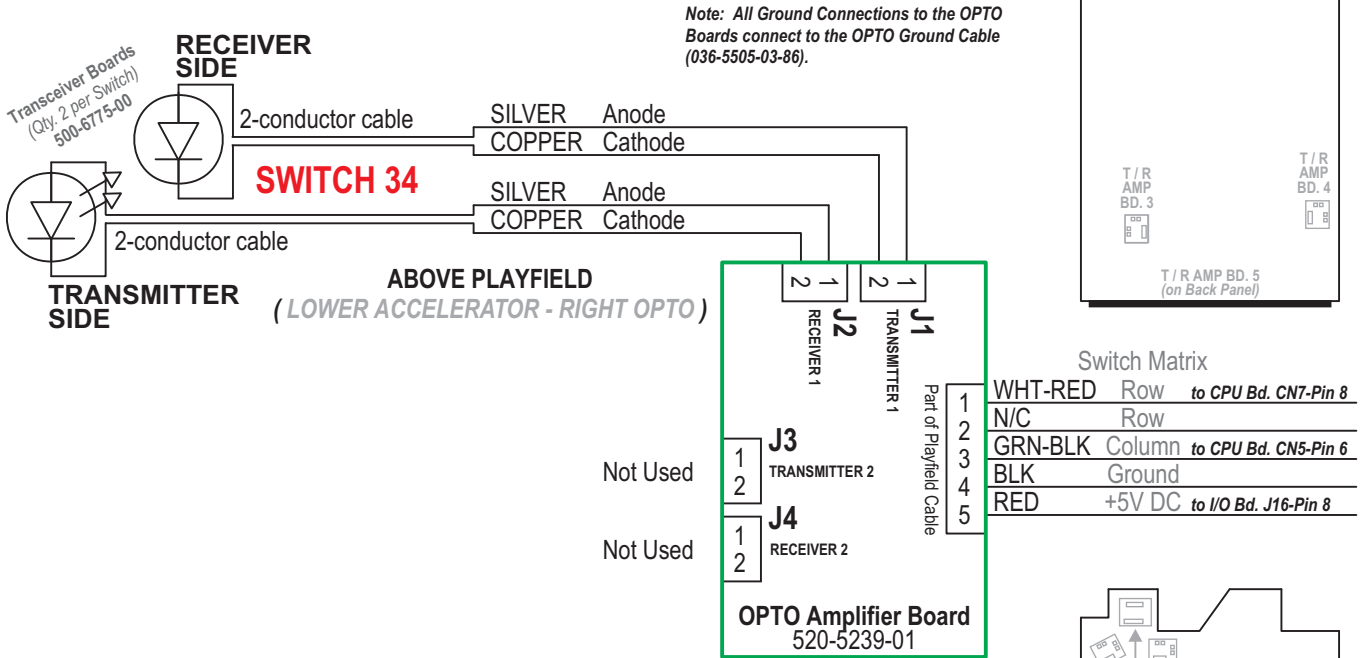 Note: All Ground Connections to the OPTO
Boards connect to the OPTO Ground Cable
(036-5505-03-86).
Transceiver Boards
(Qty. 2 per Switch)
500-6775-00
RECEIVER
SIDE
2-conductor cable
SILVER Anode
COPPER Cathode
SWITCH 34
SILVER Anode
COPPER Cathode
2-conductor cable
TRANSMITTER
SIDE
ABOVE PLAYFIELD
( LOWER ACCELERATOR - RIGHT OPTO )
T / R
AMP
BD. 3
T / R
AMP
BD. 4
T / R AMP BD. 5
(on Back Panel)
2 1
J2
RECEIVER 1
2 1
J1
TRANSMITTER 1
Part of Playfield Cable
Switch Matrix
1 WHT-RED Row to CPU Bd. CN7-Pin 8
2 N/C Row
3 GRN-BLK Column to CPU Bd. CN5-Pin 6
4 BLK Ground
5 RED +5V DC to I/O Bd. J16-Pin 8
Not Used
1
2
J3
TRANSMITTER 2
Not Used
1
2
J4
RECEIVER 2
OPTO Amplifier Board
520-5239-01